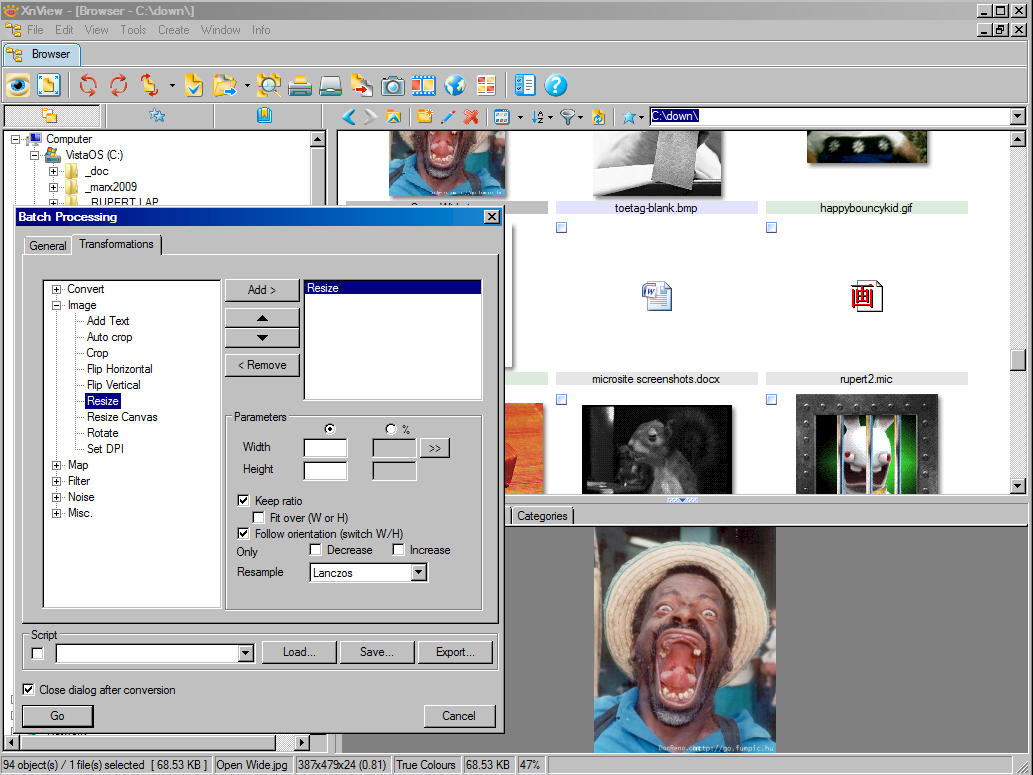 XnView - [Browser - C:\down\]
File Edit View Tools Create Window Info
Browser
C:\down\
Computer
VistaOS (C:)
_doc
_marx2009
_RUPERT LAP
toetag-blank.bmp
happybouncykid.gif
microsite screenshots.docx
rupert2.mic
Batch Processing
General Transformations
Convert
Image
Add Text
Auto crop
Crop
Flip Horizontal
Flip Vertical
Resize
Resize Canvas
Rotate
Set DPI
Map
Filter
Noise
Misc.
Add >
< Remove
Resize
Parameters
%
Width
>>
Height
Keep ratio
Fit over (W or H)
Follow orientation (switch W/H)
Only Decrease Increase
Resample Lanczos
Script
Load... Save... Export...
Close dialog after conversion
Go Cancel
Categories
94 object(s) / 1 file(s) selected [ 68.53 KB ] Open Wide.jpg 387x479x24 (0.81) True Colours 68.53 KB 47%